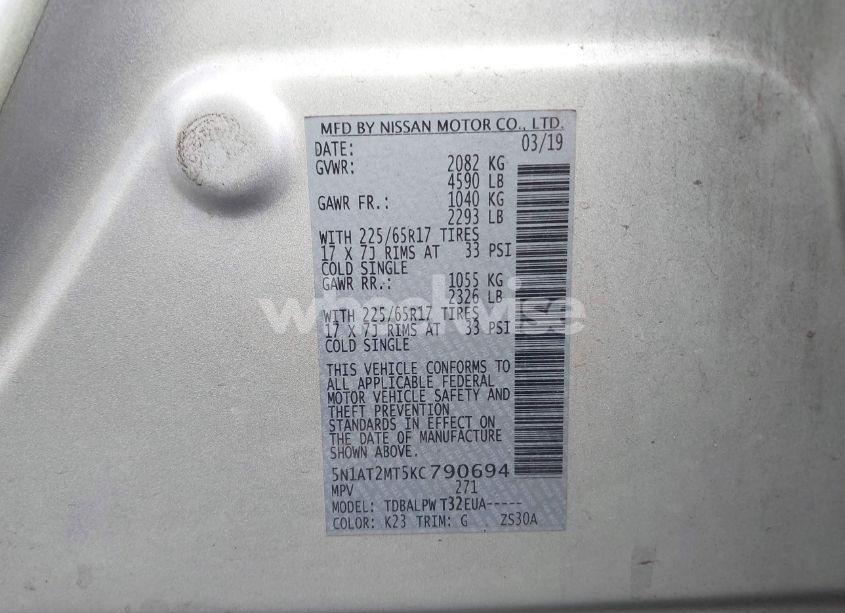 MFD BY NISSAN MOTOR CO., LTD.
DATE: 03/19
GVWR: 2082 KG
4590 LB
GAWR FR.: 1040 KG
2293 LB
WITH 225/65R17 TIRES
17 X 7J RIMS AT 33 PSI
COLD SINGLE
GAWR RR.: 1055 KG
2326 LB
WITH 225/65R17 TIRES
17 X 7J RIMS AT 33 PSI
COLD SINGLE
wheelwise
THIS VEHICLE CONFORMS TO
ALL APPLICABLE FEDERAL
MOTOR VEHICLE SAFETY AND
THEFT PREVENTION
STANDARDS IN EFFECT ON
THE DATE OF MANUFACTURE
SHOWN ABOVE.
5N1AT2MT5KC790694
MPV 271
MODEL: TDBALPW T32EUA-----
COLOR: K23 TRIM: G ZS30A